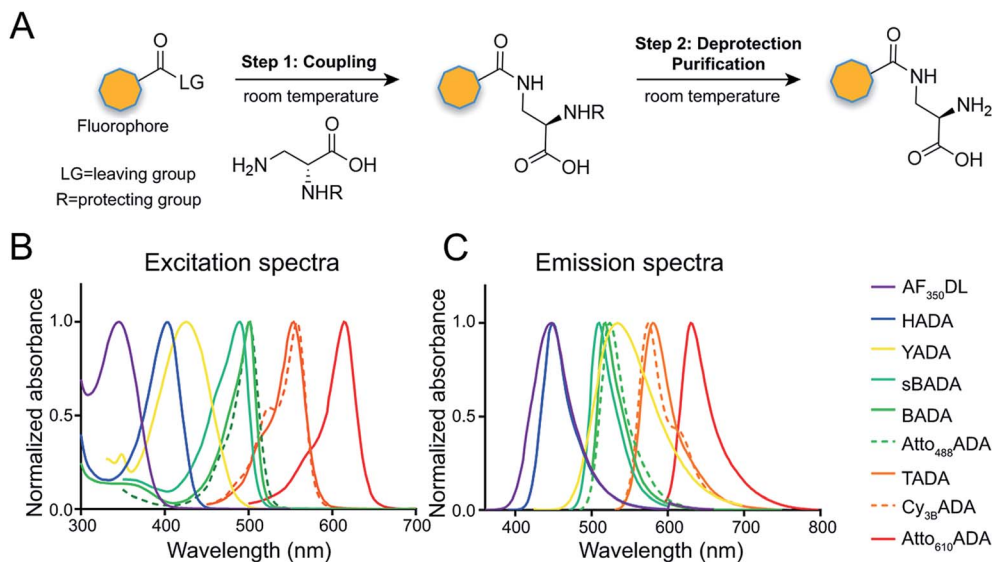 A
O
LG
Fluorophore
LG=leaving group
R=protecting group
Step 1: Coupling
room temperature
O
H₂N
OH
NHR
O
NH
NHR
O
OH
Step 2: Deprotection
Purification
room temperature
O
NH
NH₂
O
OH
B
Excitation spectra
Normalized absorbance
1.0
0.5
0.0
300
400
500
600
700
Wavelength (nm)
C
Emission spectra
Normalized absorbance
1.0
0.5
0.0
400
500
600
700
800
Wavelength (nm)
AF₃₅₀DL
HADA
YADA
sBADA
BADA
Atto₄₈₈ADA
TADA
Cy₃BADA
Atto₆₁₀ADA